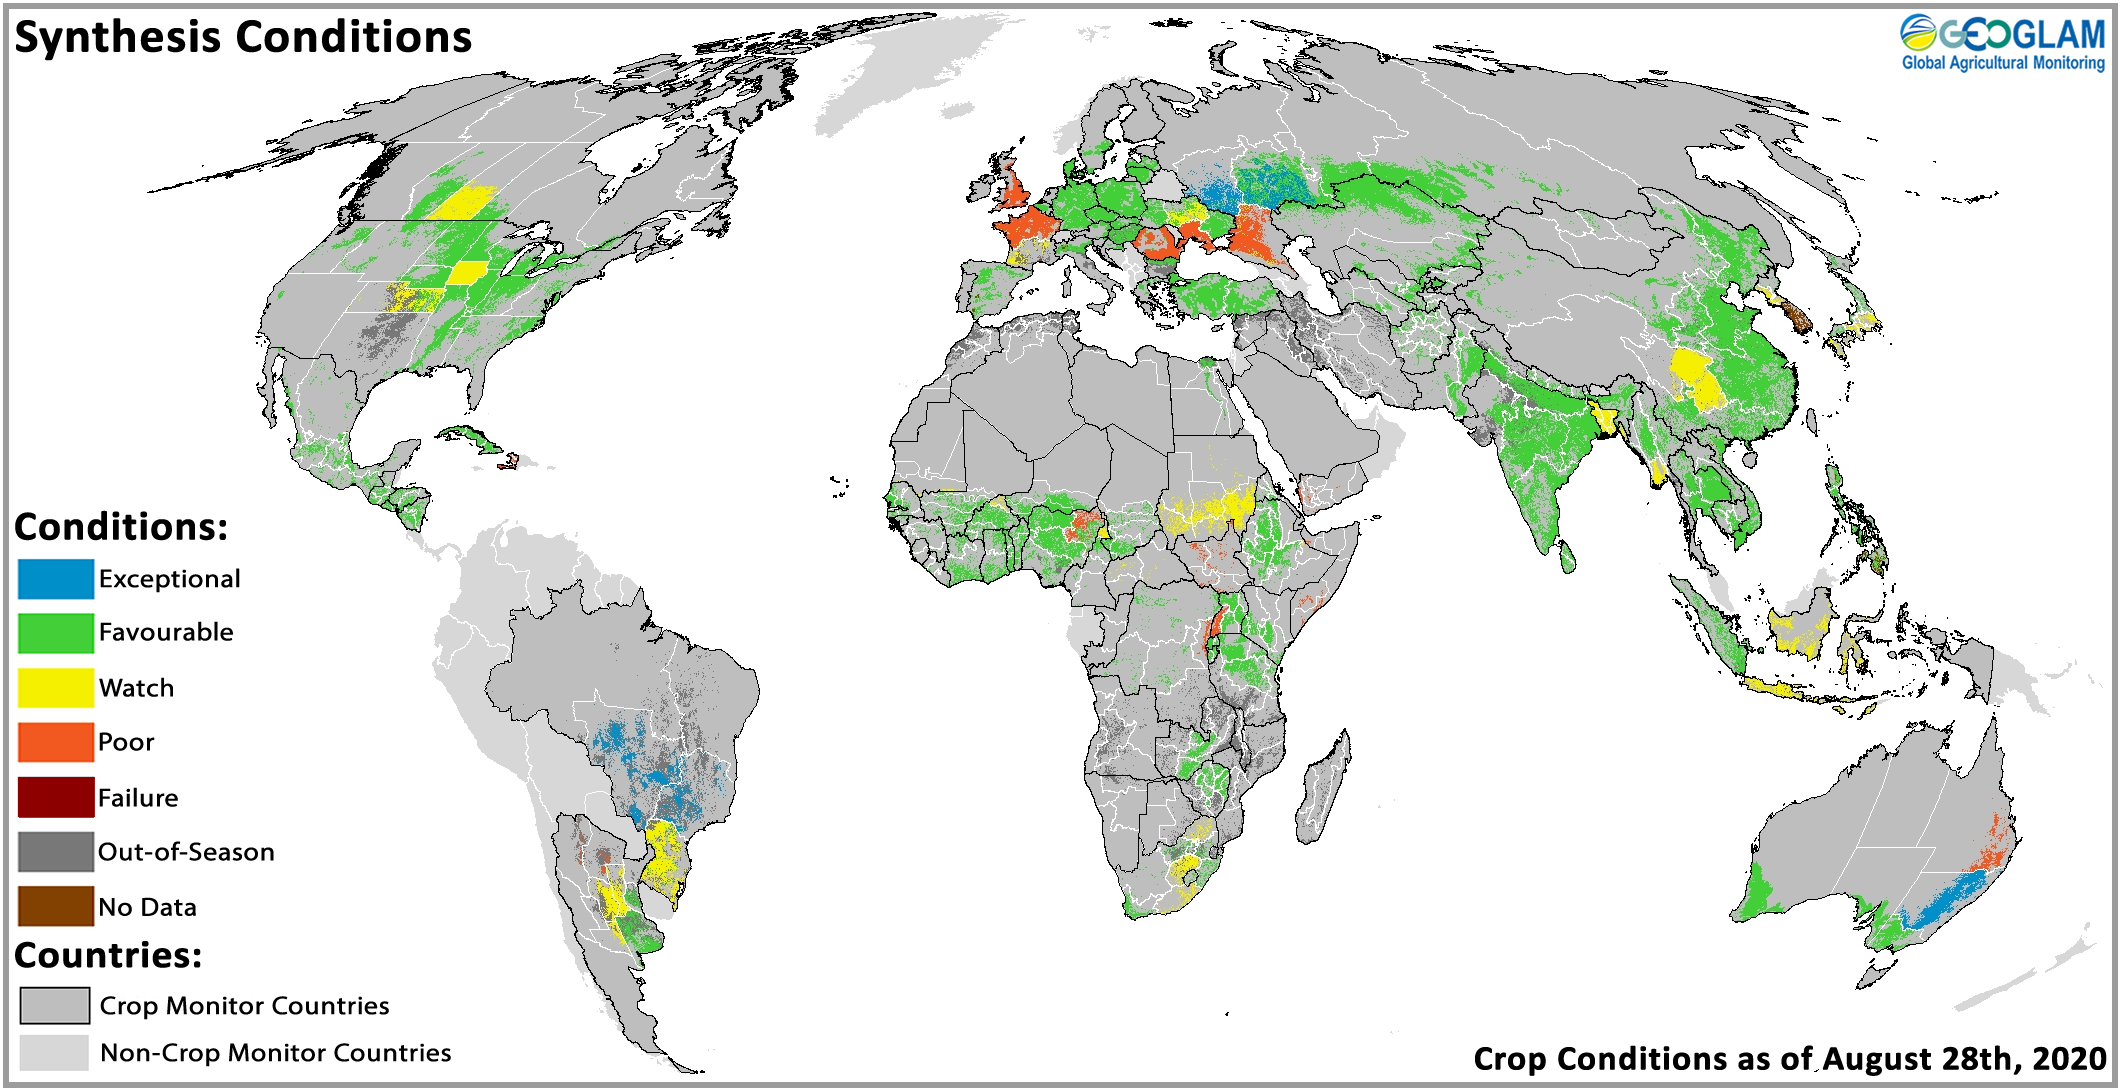 Synthesis Conditions
GEOGLAM
Global Agricultural Monitoring
Conditions:
Exceptional
Favourable
Watch
Poor
Failure
Out-of-Season
No Data
Countries:
Crop Monitor Countries
Non-Crop Monitor Countries
Crop Conditions as of August 28th, 2020